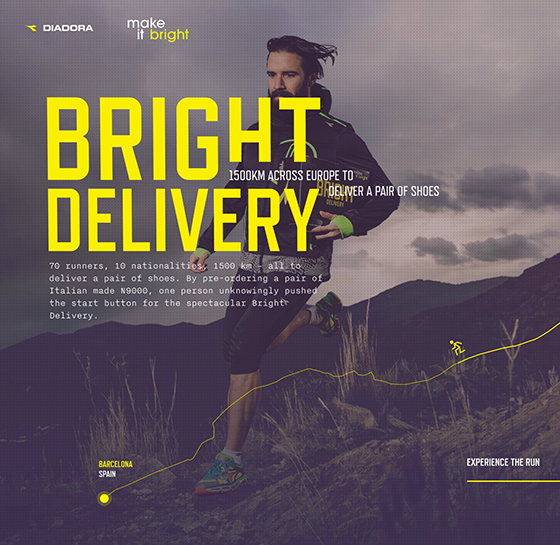 DIADORA
make
it bright
BRIGHT
DELIVERY
1500KM ACROSS EUROPE TO
DELIVER A PAIR OF SHOES
BRIGHT
DELIVERY
70 runners, 10 nationalities, 1500 km – all to
deliver a pair of shoes. By pre-ordering a pair of
Italian made N9000, one person unknowingly pushed
the start button for the spectacular Bright
Delivery.
BARCELONA
SPAIN
EXPERIENCE THE RUN